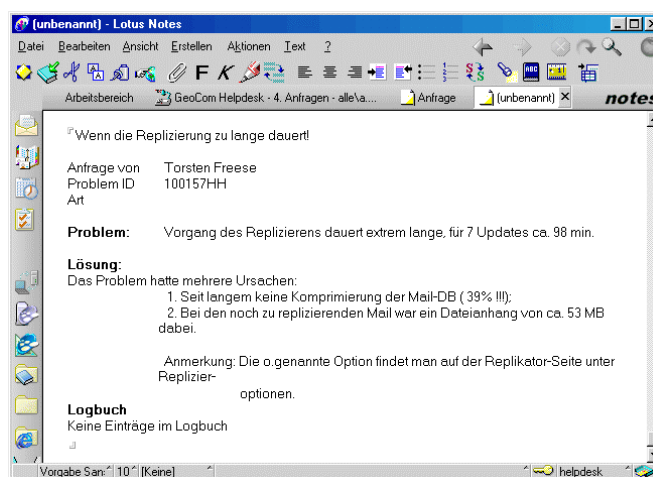 (unbenannt) - Lotus Notes
Datei Bearbeiten Ansicht Erstellen Aktionen Text ?
F K
Arbeitsbereich GeoCom Helpdesk - 4. Anfragen - alle\a.... Anfrage (unbenannt) notes
Wenn die Replizierung zu lange dauert!
Anfrage von Torsten Freese
Problem ID 100157HH
Art
Problem: Vorgang des Replizierens dauert extrem lange, für 7 Updates ca. 98 min.
Lösung:
Das Problem hatte mehrere Ursachen:
1. Seit langem keine Komprimierung der Mail-DB ( 39% !!!);
2. Bei den noch zu replizierenden Mail war ein Dateianhang von ca. 53 MB
dabei.
Anmerkung: Die o.genannte Option findet man auf der Replikator-Seite unter
Replizier-
optionen.
Logbuch
Keine Einträge im Logbuch
Vorgabe San: 10 [Keine] helpdesk